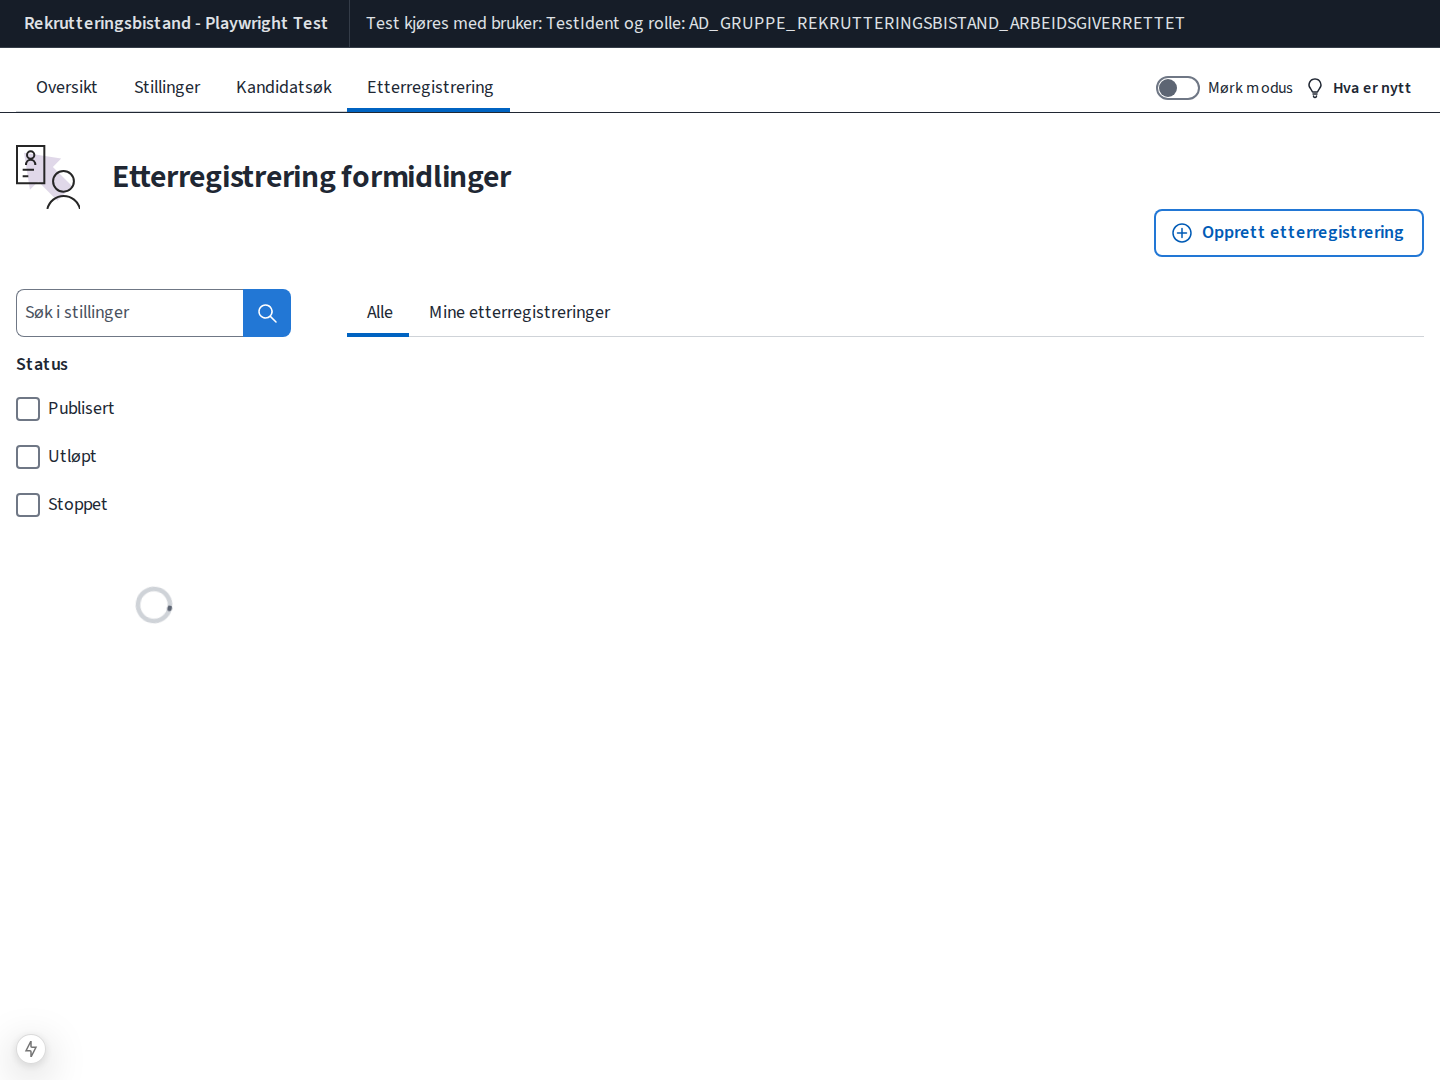 Rekrutteringsbistand - Playwright Test
Test kjøres med bruker: TestIdent og rolle: AD_GRUPPE_REKRUTTERINGSBISTAND_ARBEIDSGIVERRETTET
Oversikt
Stillinger
Kandidatsøk
Etterregistrering
Mørk modus
Hva er nytt
Etterregistrering formidlinger
Opprett etterregistrering
Søk i stillinger
Alle
Mine etterregistreringer
Status
Publisert
Utløpt
Stoppet